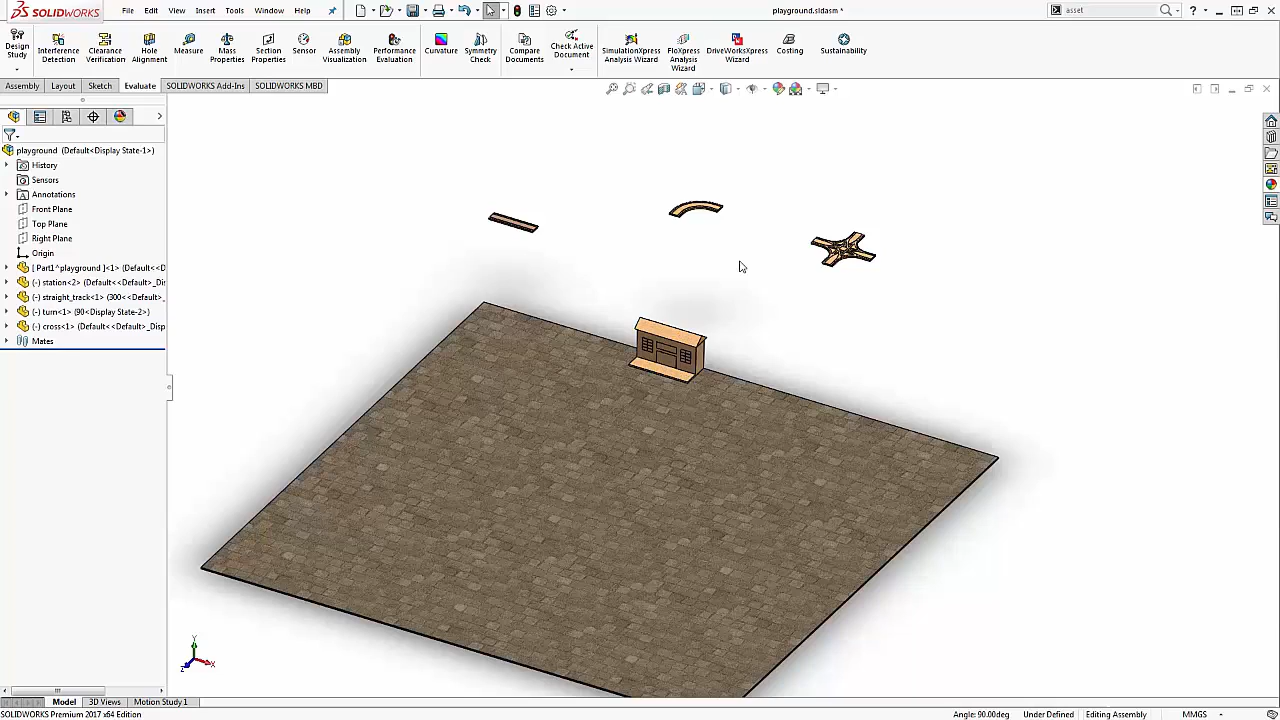 SOLIDWORKS
File Edit View Insert Tools Window Help
playground.sldasm *
asset
Design Study
Interference Detection
Clearance Verification
Hole Alignment
Measure
Mass Properties
Section Properties
Sensor
Assembly Visualization
Performance Evaluation
Curvature
Symmetry Check
Compare Documents
Check Active Document
SimulationXpress Analysis Wizard
FloXpress Analysis Wizard
DriveWorksXpress Wizard
Costing
Sustainability
Assembly Layout Sketch Evaluate SOLIDWORKS Add-Ins SOLIDWORKS MBD
playground (Default<Display State-1>)
History
Sensors
Annotations
Front Plane
Top Plane
Right Plane
Origin
[ Part1^playground ]<1> (Default<<D
(-) station<2> (Default<<Default>_Dis
(-) straight_track<1> (300<<Default>_
(-) turn<1> (90<Display State-2>)
(-) cross<1> (Default<<Default>_Disp
Mates
Y
X
Z
Model 3D Views Motion Study 1
SOLIDWORKS Premium 2017 x64 Edition
Angle: 90.00deg Under Defined Editing Assembly MMGS